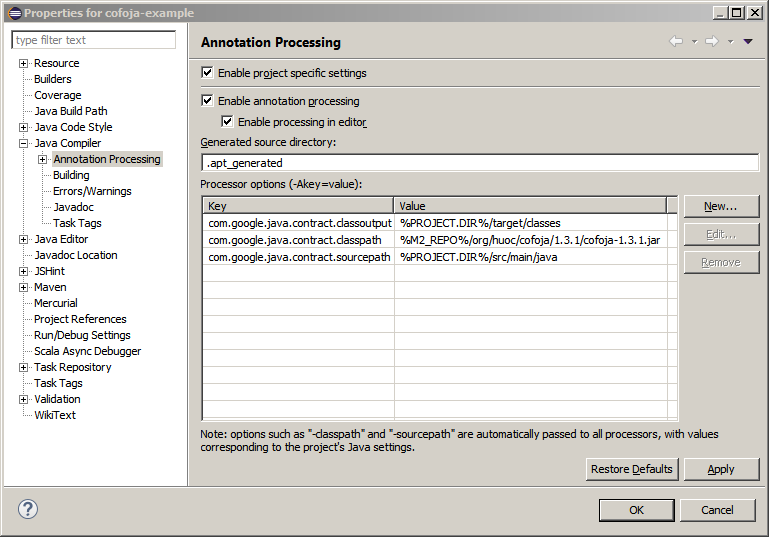 Properties for cofoja-example
type filter text
Resource
Builders
Coverage
Java Build Path
Java Code Style
Java Compiler
Annotation Processing
Building
Errors/Warnings
Javadoc
Task Tags
Java Editor
Javadoc Location
JSHint
Maven
Mercurial
Project References
Run/Debug Settings
Scala Async Debugger
Task Repository
Task Tags
Validation
WikiText
Annotation Processing
Enable project specific settings
Enable annotation processing
Enable processing in editor
Generated source directory:
.apt_generated
Processor options (-Akey=value):
Key Value
com.google.java.contract.classoutput %PROJECT.DIR%/target/classes
com.google.java.contract.classpath %M2_REPO%/org/huoc/cofoja/1.3.1/cofoja-1.3.1.jar
com.google.java.contract.sourcepath %PROJECT.DIR%/src/main/java
New...
Edit...
Remove
Note: options such as "-classpath" and "-sourcepath" are automatically passed to all processors, with values
corresponding to the project's Java settings.
Restore Defaults Apply
? OK Cancel